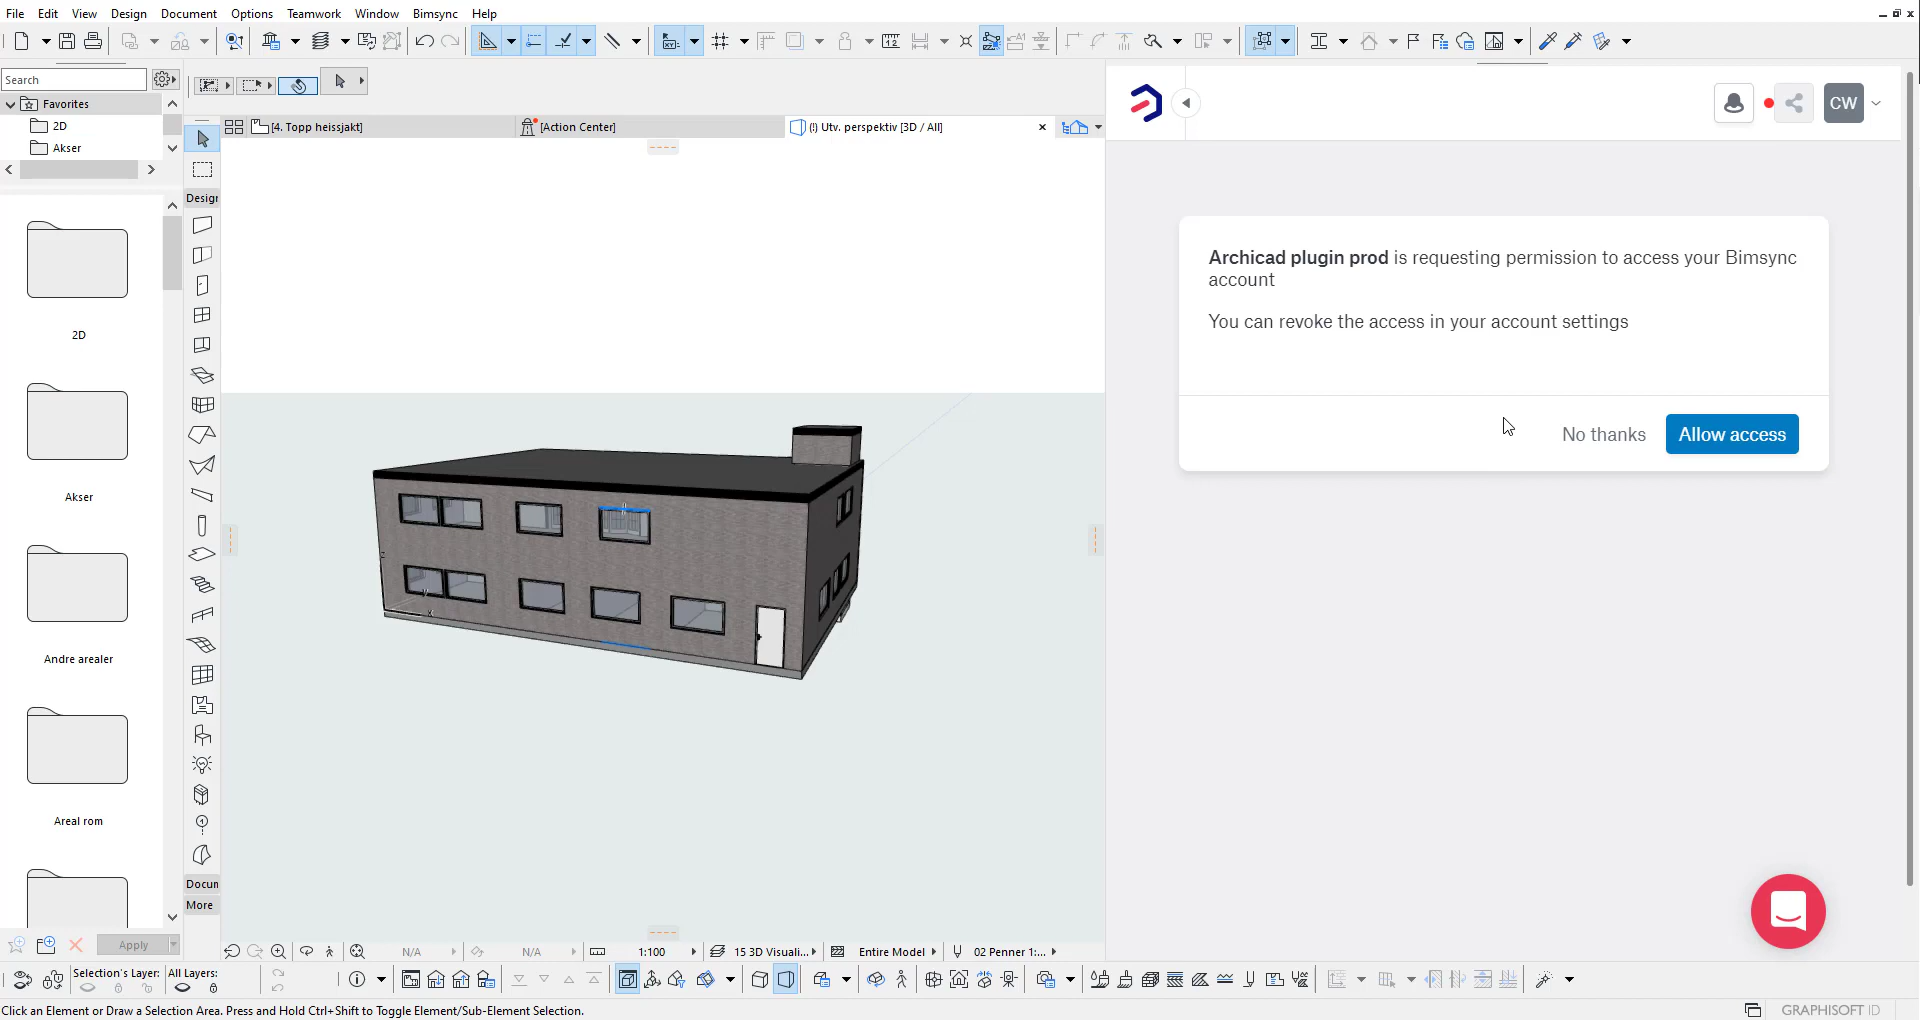 File Edit View Design Document Options Teamwork Window Bimsync Help
Search
Favorites
2D
Akser
2D
Akser
Andre arealer
Areal rom
Apply
Design
Docun
More
[4. Topp heissjakt]
[Action Center]
(!) Utv. perspektiv [3D / All]
CW
Archicad plugin prod is requesting permission to access your Bimsync
account
You can revoke the access in your account settings
No thanks
Allow access
N/A
N/A
1:100
15 3D Visuali...
Entire Model
02 Penner 1:...
Selection's Layer:
All Layers:
Click an Element or Draw a Selection Area. Press and Hold Ctrl+Shift to Toggle Element/Sub-Element Selection.
GRAPHISOFT ID